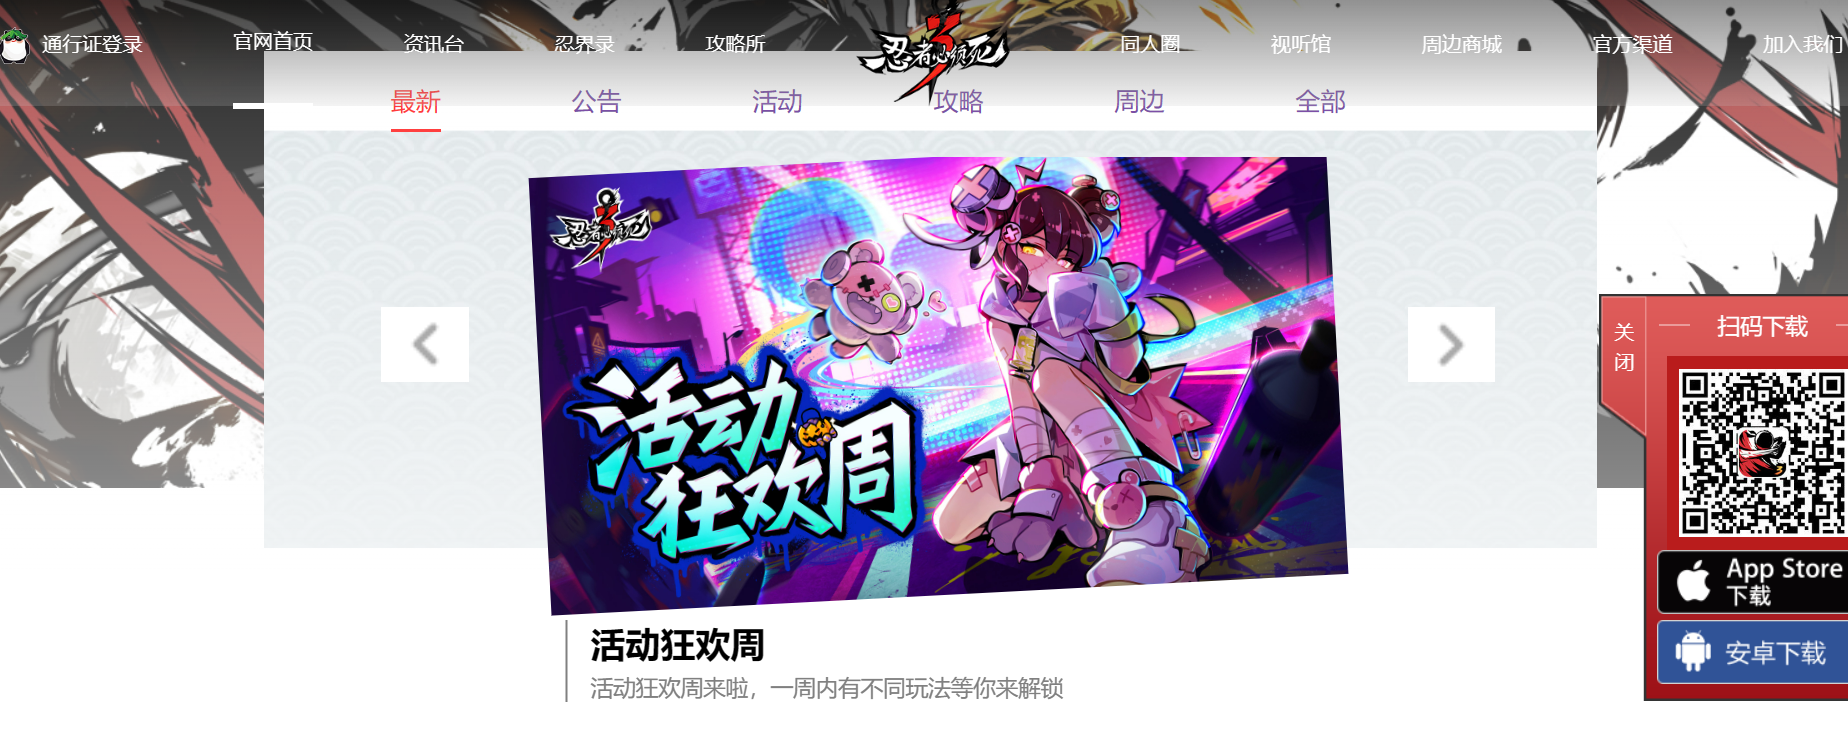 通行证登录
官网首页
资讯台
忍界录
攻略所
忍者必须死3
同人圈
视听馆
周边商城
官方渠道
加入我们
最新
公告
活动
攻略
周边
全部
忍者必须死3
活动
狂欢周
关闭
扫码下载
App Store
下载
安卓下载
活动狂欢周
活动狂欢周来啦，一周内有不同玩法等你来解锁